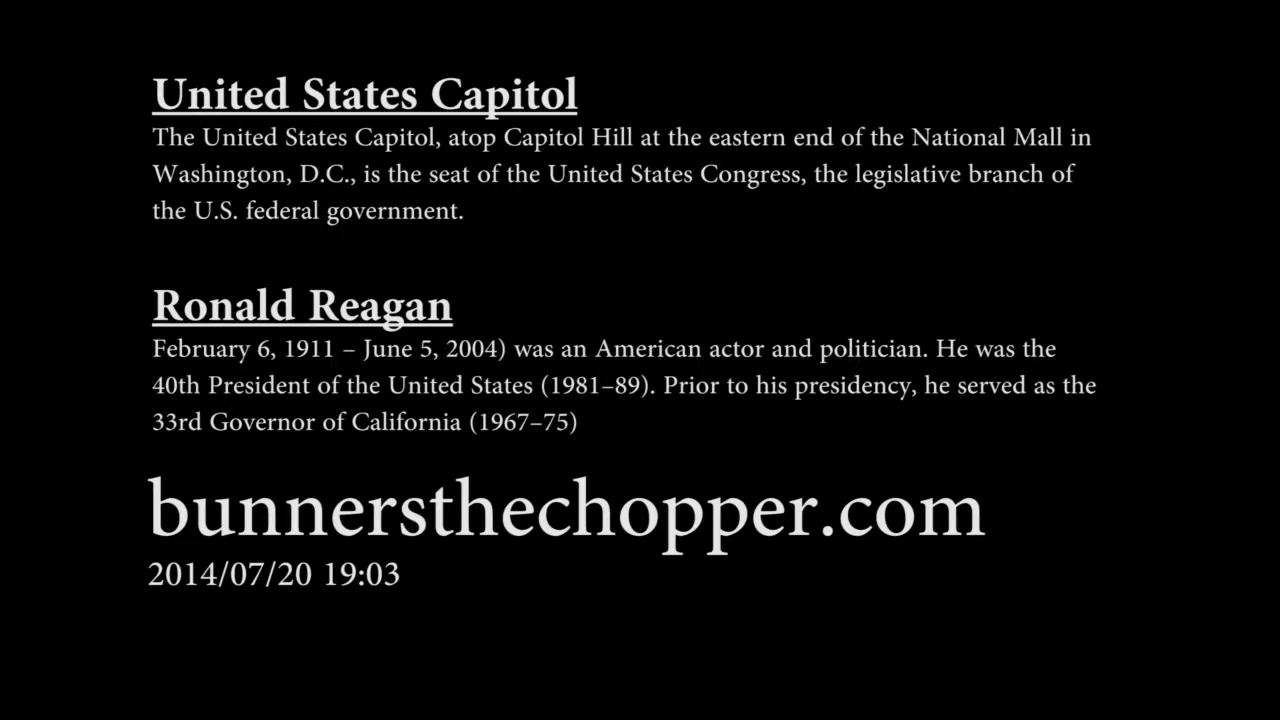 United States Capitol
The United States Capitol, atop Capitol Hill at the eastern end of the National Mall in
Washington, D.C., is the seat of the United States Congress, the legislative branch of
the U.S. federal government.
Ronald Reagan
February 6, 1911 – June 5, 2004) was an American actor and politician. He was the
40th President of the United States (1981–89). Prior to his presidency, he served as the
33rd Governor of California (1967–75)
bunnersthechopper.com
2014/07/20 19:03